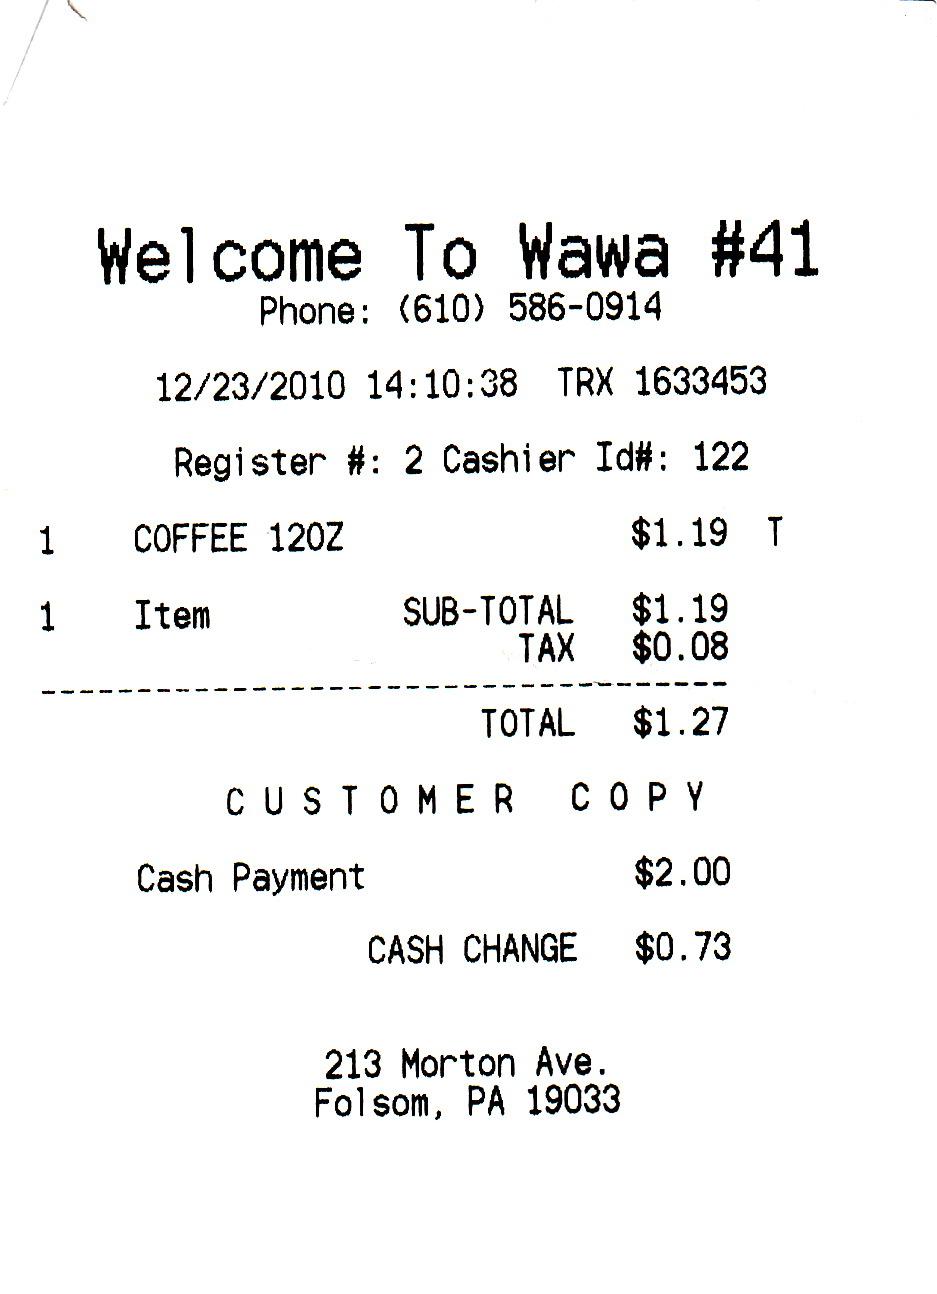 Welcome To Wawa #41
Phone: (610) 586-0914
12/23/2010 14:10:38 TRX 1633453
Register #: 2 Cashier Id#: 122
1 COFFEE 12OZ $1.19 T
1 Item SUB-TOTAL $1.19
TAX $0.08
------------------------------------
TOTAL $1.27
C U S T O M E R C O P Y
Cash Payment $2.00
CASH CHANGE $0.73
213 Morton Ave.
Folsom, PA 19033